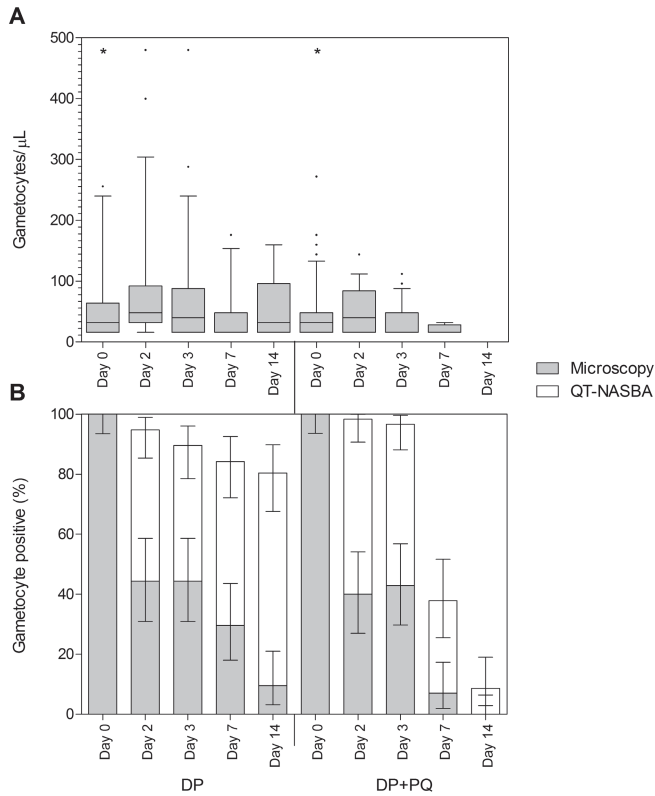 A
500
400
300
200
100
0
Gametocytes/μL
*
*
Day 0
Day 2
Day 3
Day 7
Day 14
Day 0
Day 2
Day 3
Day 7
Day 14
Microscopy
QT-NASBA
B
100
80
60
40
20
0
Gametocyte positive (%)
Day 0
Day 2
Day 3
Day 7
Day 14
Day 0
Day 2
Day 3
Day 7
Day 14
DP
DP+PQ